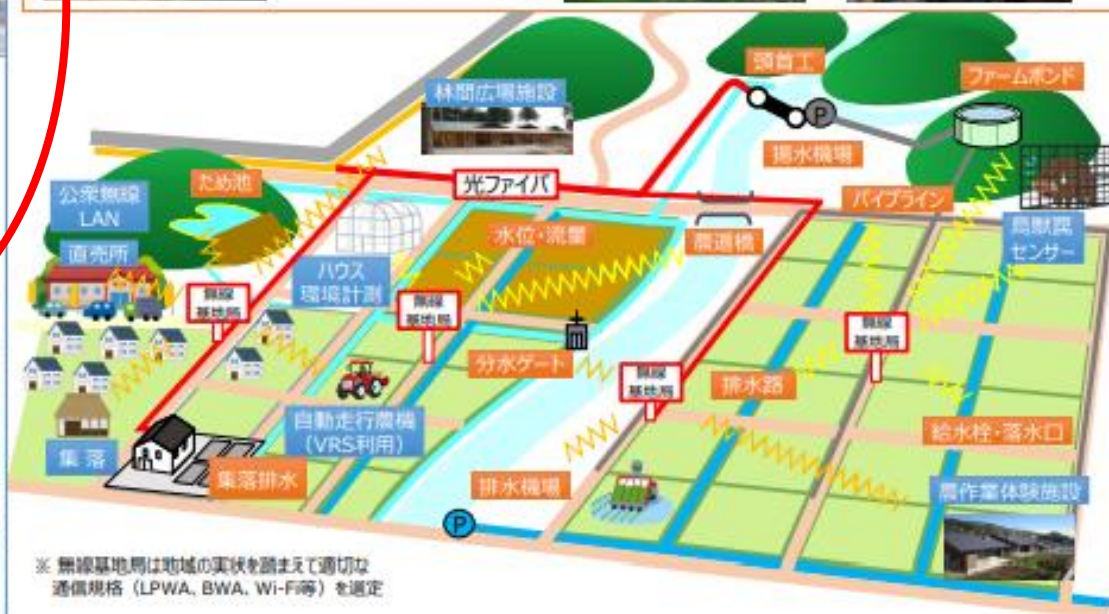 頭首工
ファームポンド
林間広場施設
P
揚水機場
公衆無線
LAN
ため池
光ファイバ
パイプライン
鳥獣罠
センサー
直売所
水位・流量
農道橋
ハウス
環境計測
無線
基地局
無線
基地局
無線
基地局
分水ゲート
無線
基地局
排水路
自動走行農機
(VRS利用)
給水栓・落水口
集落
集落排水
排水機場
農作業体験施設
P
※ 無線基地局は地域の実状を踏まえて適切な
通信規格（LPWA、BWA、Wi-Fi等）を選定